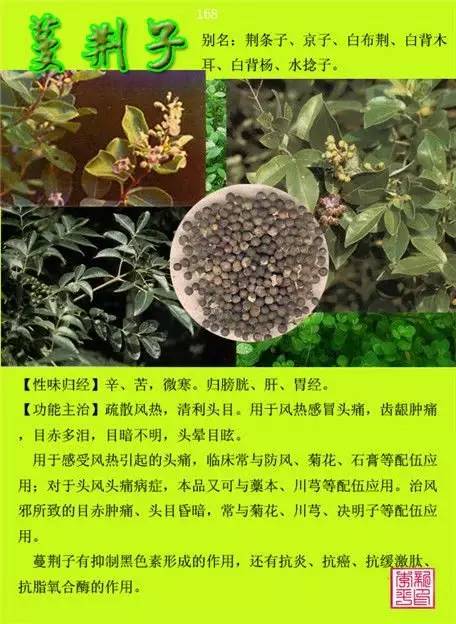 168
蔓荆子
别名：荆条子、京子、白布荆、白背木
耳、白背杨、水捻子。
【性味归经】辛、苦，微寒。归膀胱、肝、胃经。
【功能主治】疏散风热，清利头目。用于风热感冒头痛，齿龈肿痛
，目赤多泪，目暗不明，头晕目眩。
用于感受风热引起的头痛，临床常与防风、菊花、石膏等配伍应
用；对于头风头痛病症，本品又可与藁本、川芎等配伍应用。治风
邪所致的目赤肿痛、头目昏暗，常与菊花、川芎、决明子等配伍应
用。
蔓荆子有抑制黑色素形成的作用，还有抗炎、抗癌、抗缓激肽、
抗脂氧合酶的作用。